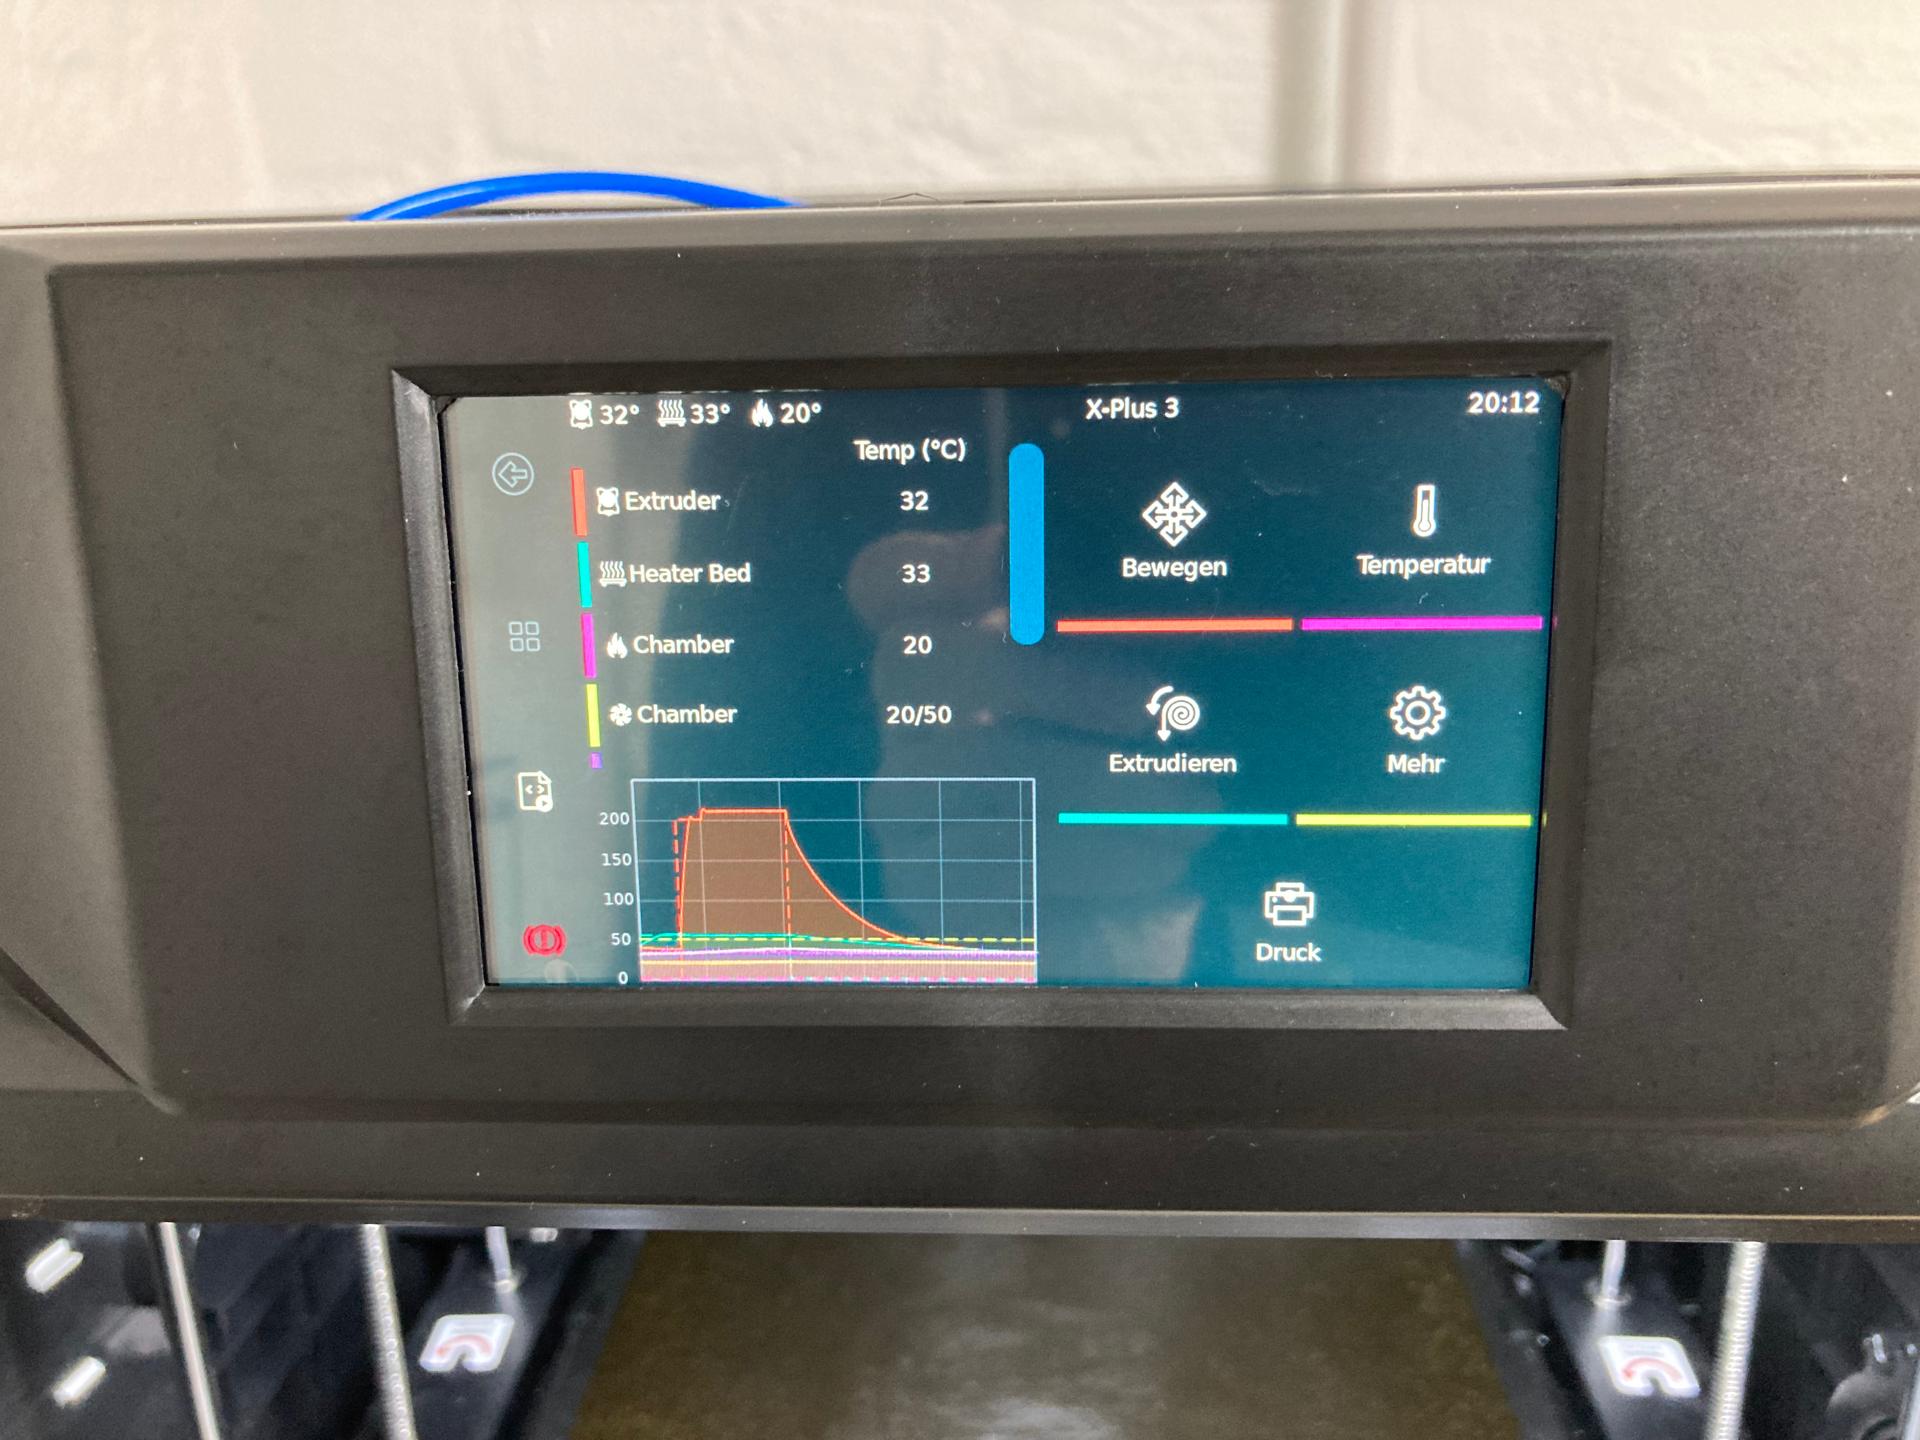 32° 33° 20° X-Plus 3 20:12
Temp (°C)
Extruder 32
Heater Bed 33
Chamber 20
Chamber 20/50
Bewegen Temperatur
Extrudieren Mehr
Druck
200
150
100
50
0